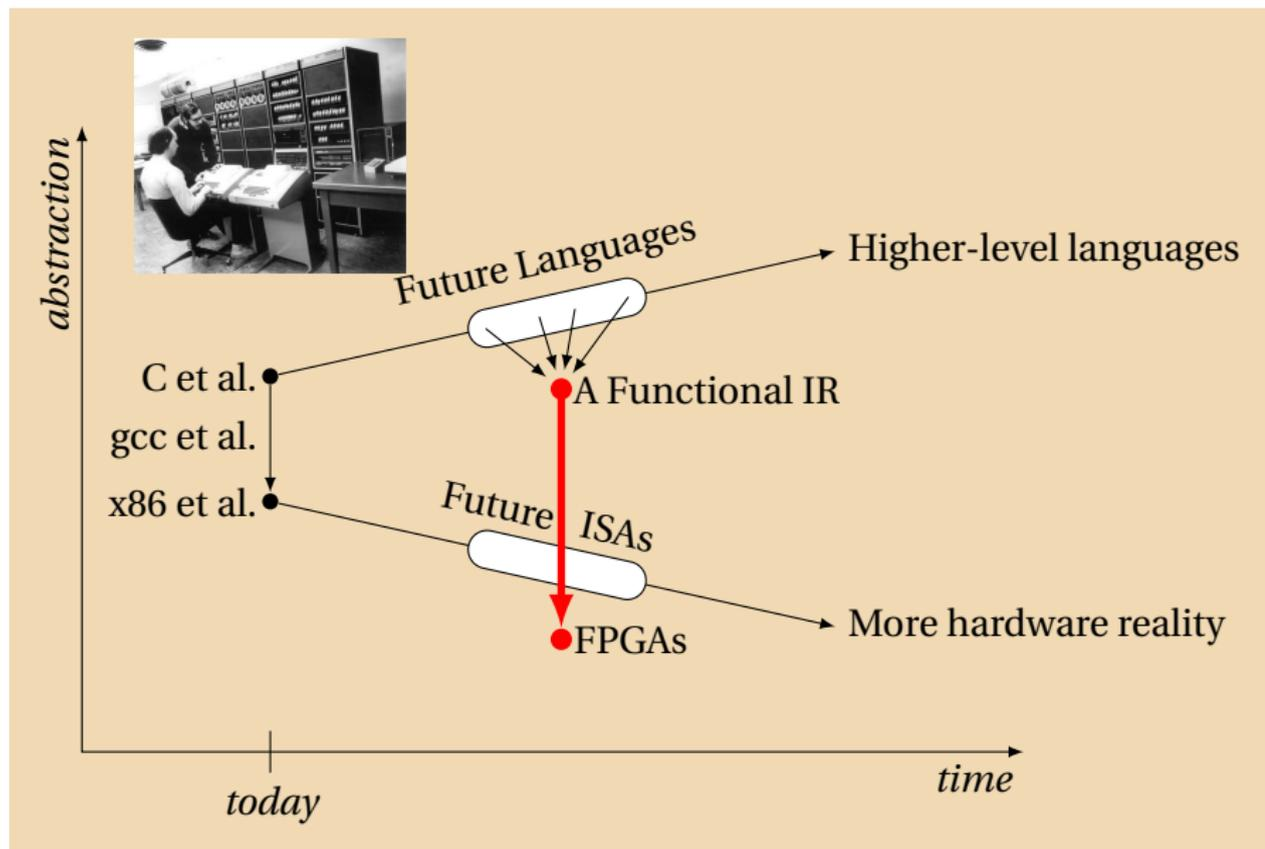 abstraction
Future Languages
Higher-level languages
C et al.
A Functional IR
gcc et al.
x86 et al.
Future ISAs
More hardware reality
FPGAs
time
today